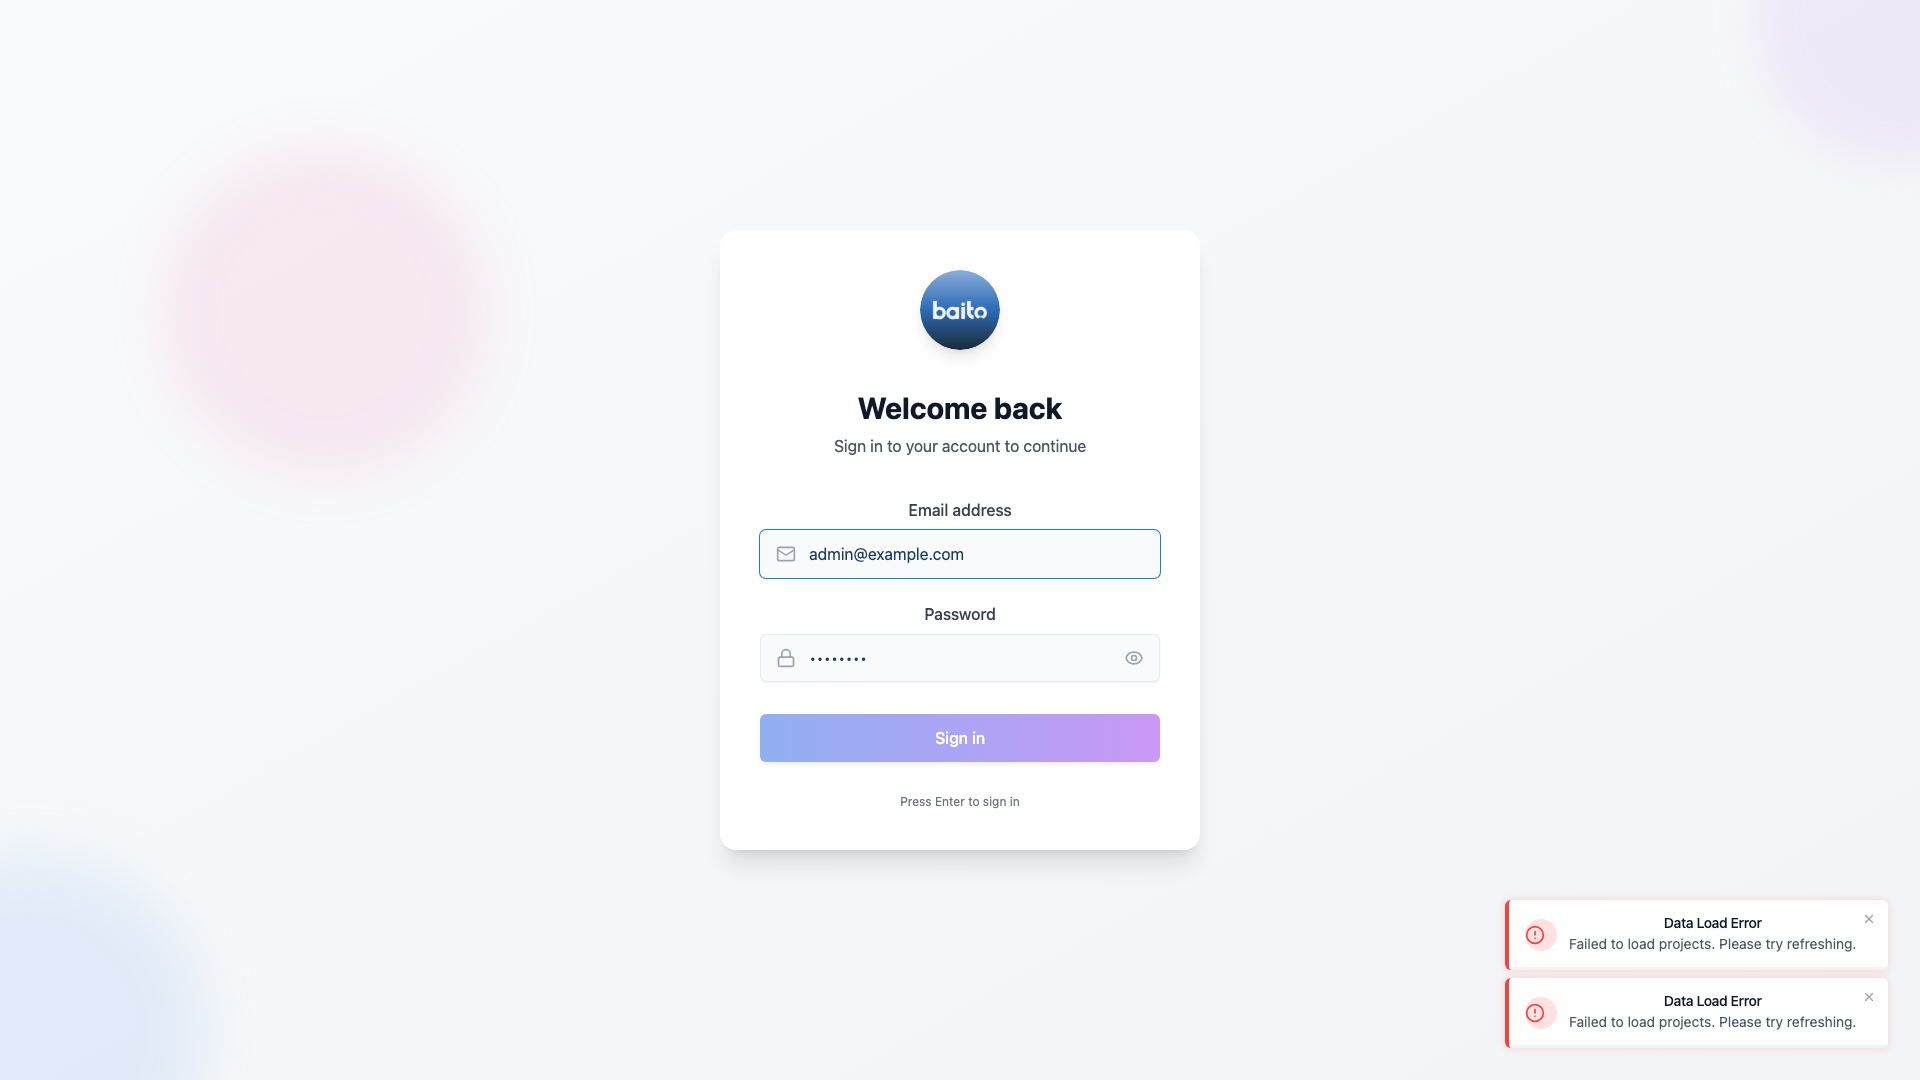 baito
Welcome back
Sign in to your account to continue
Email address
admin@example.com
Password
••••••••
Sign in
Press Enter to sign in
Data Load Error
Failed to load projects. Please try refreshing.
Data Load Error
Failed to load projects. Please try refreshing.